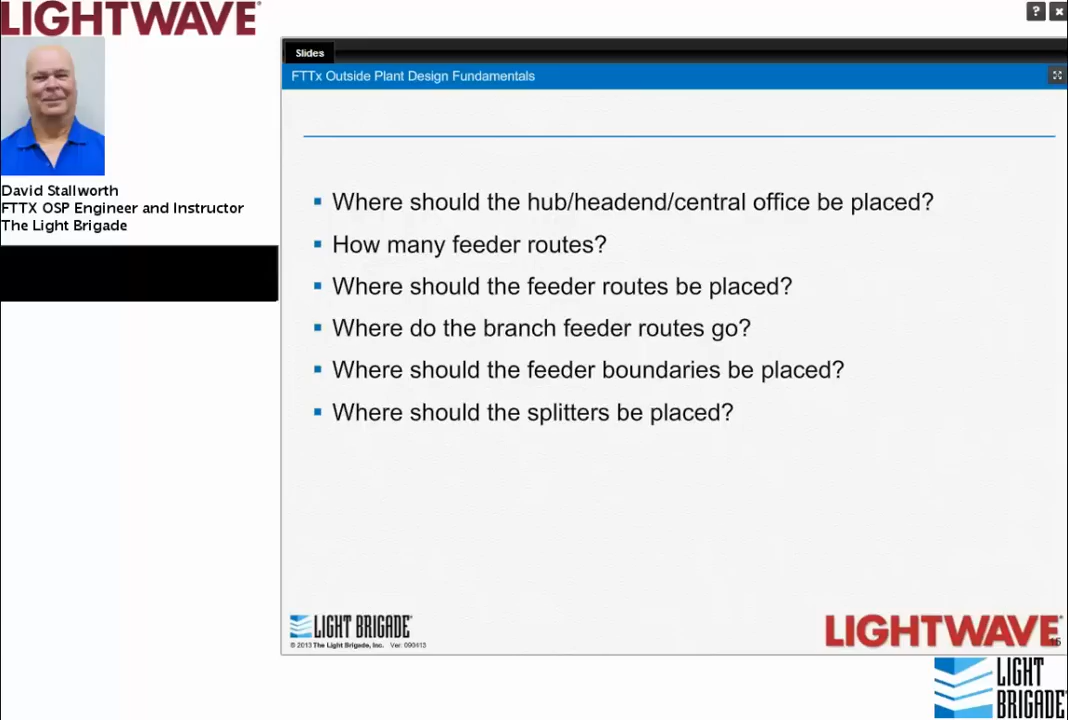 LIGHTWAVE
? ×
Slides
FTTx Outside Plant Design Fundamentals
David Stallworth
FTTX OSP Engineer and Instructor
The Light Brigade
▪ Where should the hub/headend/central office be placed?
▪ How many feeder routes?
▪ Where should the feeder routes be placed?
▪ Where do the branch feeder routes go?
▪ Where should the feeder boundaries be placed?
▪ Where should the splitters be placed?
LIGHT BRIGADE
© 2013 The Light Brigade, Inc. Ver. 090413
LIGHTWAVE
LIGHT
BRIGADE